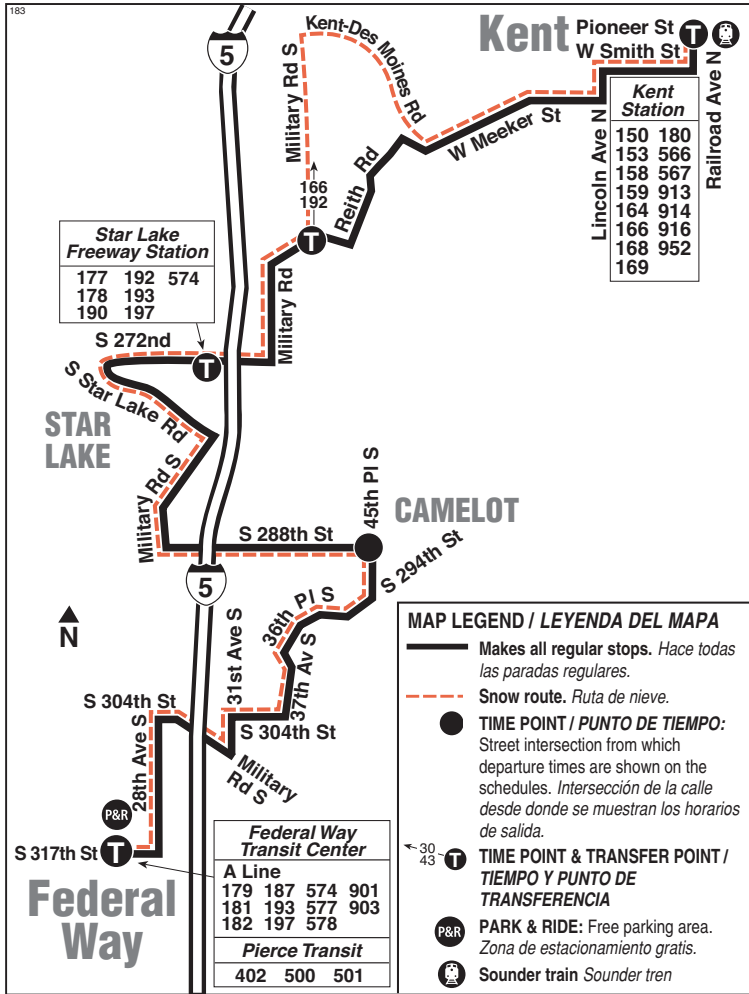 183
5
Kent-Des Moines Rd
Military Rd S
Kent
Pioneer St
W Smith St
T
Railroad Ave N
Lincoln Ave N
Kent
Station
150 180
153 566
158 567
159 913
164 914
166 916
168 952
169
W Meeker St
Reith Rd
166
192
T
Military Rd
Star Lake
Freeway Station
177 192 574
178 193
190 197
S 272nd
T
S Star Lake Rd
STAR
LAKE
Military Rd S
45th Pl S
CAMELOT
S 288th St
S 294th St
5
N
36th Pl S
37th Av S
31st Ave S
S 304th St
S 304th St
Military
Rd S
28th Ave S
P&R
S 317th St
T
Federal
Way
Federal Way
Transit Center
A Line
179 187 574 901
181 193 577 903
182 197 578
Pierce Transit
402 500 501
MAP LEGEND / LEYENDA DEL MAPA
Makes all regular stops. Hace todas
las paradas regulares.
Snow route. Ruta de nieve.
TIME POINT / PUNTO DE TIEMPO:
Street intersection from which
departure times are shown on the
schedules. Intersección de la calle
desde donde se muestran los horarios
de salida.
30
43
T
TIME POINT & TRANSFER POINT /
TIEMPO Y PUNTO DE
TRANSFERENCIA
P&R
PARK & RIDE: Free parking area.
Zona de estacionamiento gratis.
Sounder train Sounder tren